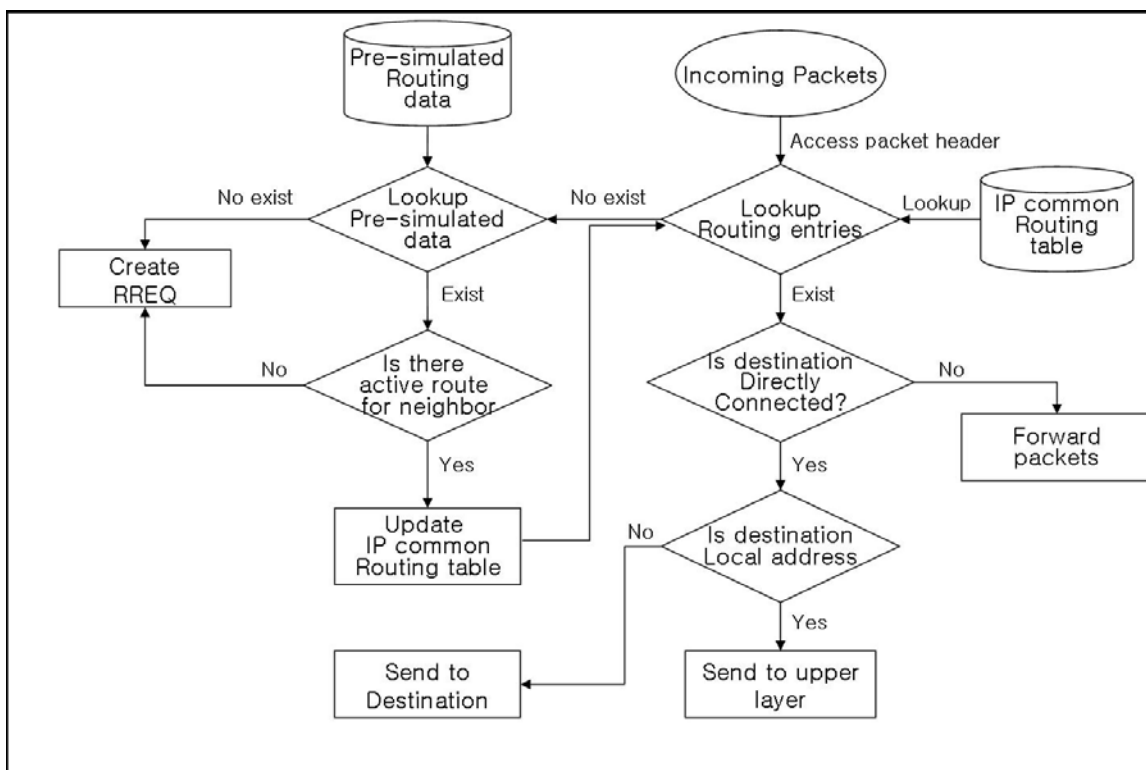 Pre-simulated
Routing
data
Incoming Packets
Access packet header
No exist
Lookup
Pre-simulated
data
No exist
Lookup
Routing entries
Lookup
IP common
Routing
table
Create
RREQ
Exist
Exist
No
Is there
active route
for neighbor
Is destination
Directly
Connected?
No
Forward
packets
Yes
Yes
Update
IP common
Routing table
No
Is destination
Local address
Yes
Send to
Destination
Send to upper
layer